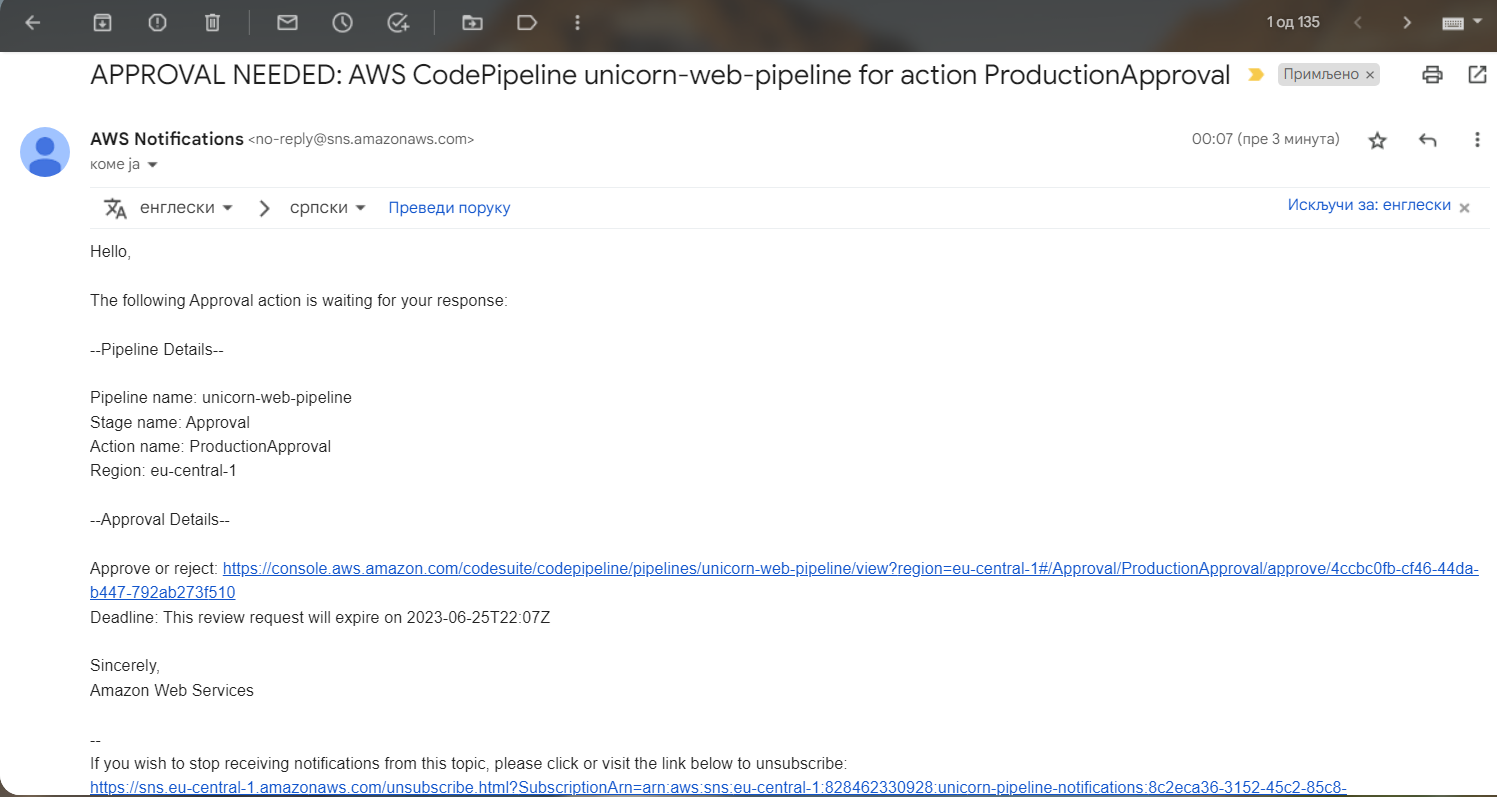 1 од 135
APPROVAL NEEDED: AWS CodePipeline unicorn-web-pipeline for action ProductionApproval Примљено ×
AWS Notifications <no-reply@sns.amazonaws.com> 00:07 (пре 3 минута)
коме ја
енглески српски Преведи поруку Искључи за: енглески ×
Hello,
The following Approval action is waiting for your response:
--Pipeline Details--
Pipeline name: unicorn-web-pipeline
Stage name: Approval
Action name: ProductionApproval
Region: eu-central-1
--Approval Details--
Approve or reject: https://console.aws.amazon.com/codesuite/codepipeline/pipelines/unicorn-web-pipeline/view?region=eu-central-1#/Approval/ProductionApproval/approve/4ccbc0fb-cf46-44da-
b447-792ab273f510
Deadline: This review request will expire on 2023-06-25T22:07Z
Sincerely,
Amazon Web Services
--
If you wish to stop receiving notifications from this topic, please click or visit the link below to unsubscribe:
https://sns.eu-central-1.amazonaws.com/unsubscribe.html?SubscriptionArn=arn:aws:sns:eu-central-1:828462330928:unicorn-pipeline-notifications:8c2eca36-3152-45c2-85c8-